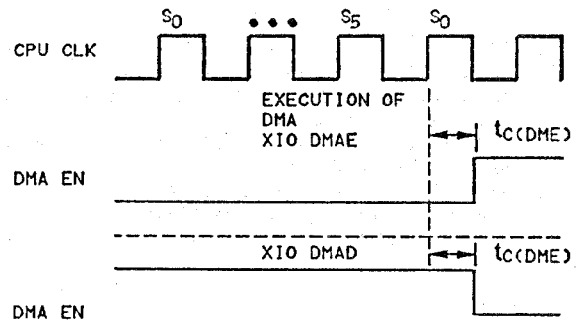 S0 ••• S5 S0
CPU CLK
EXECUTION OF
DMA
XIO DMAE
tC(DME)
DMA EN
XIO DMAD
tC(DME)
DMA EN